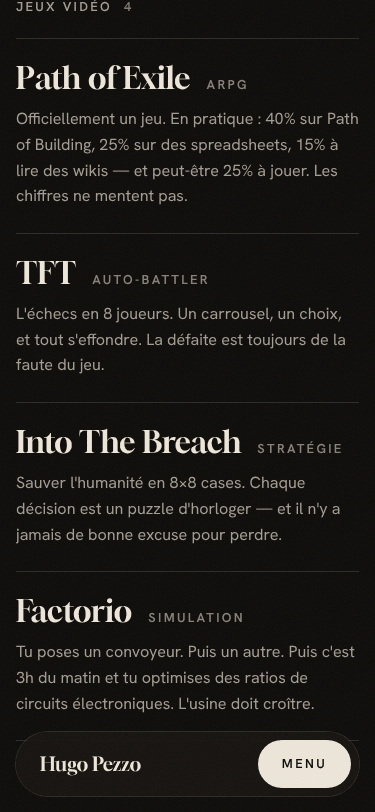 JEUX VIDÉO 4
Path of Exile ARPG
Officiellement un jeu. En pratique : 40% sur Path
of Building, 25% sur des spreadsheets, 15% à
lire des wikis — et peut-être 25% à jouer. Les
chiffres ne mentent pas.
TFT AUTO-BATTLER
L'échecs en 8 joueurs. Un carrousel, un choix,
et tout s'effondre. La défaite est toujours de la
faute du jeu.
Into The Breach STRATÉGIE
Sauver l'humanité en 8×8 cases. Chaque
décision est un puzzle d'horloger — et il n'y a
jamais de bonne excuse pour perdre.
Factorio SIMULATION
Tu poses un convoyeur. Puis un autre. Puis c'est
3h du matin et tu optimises des ratios de
circuits électroniques. L'usine doit croître.
Hugo Pezzo MENU